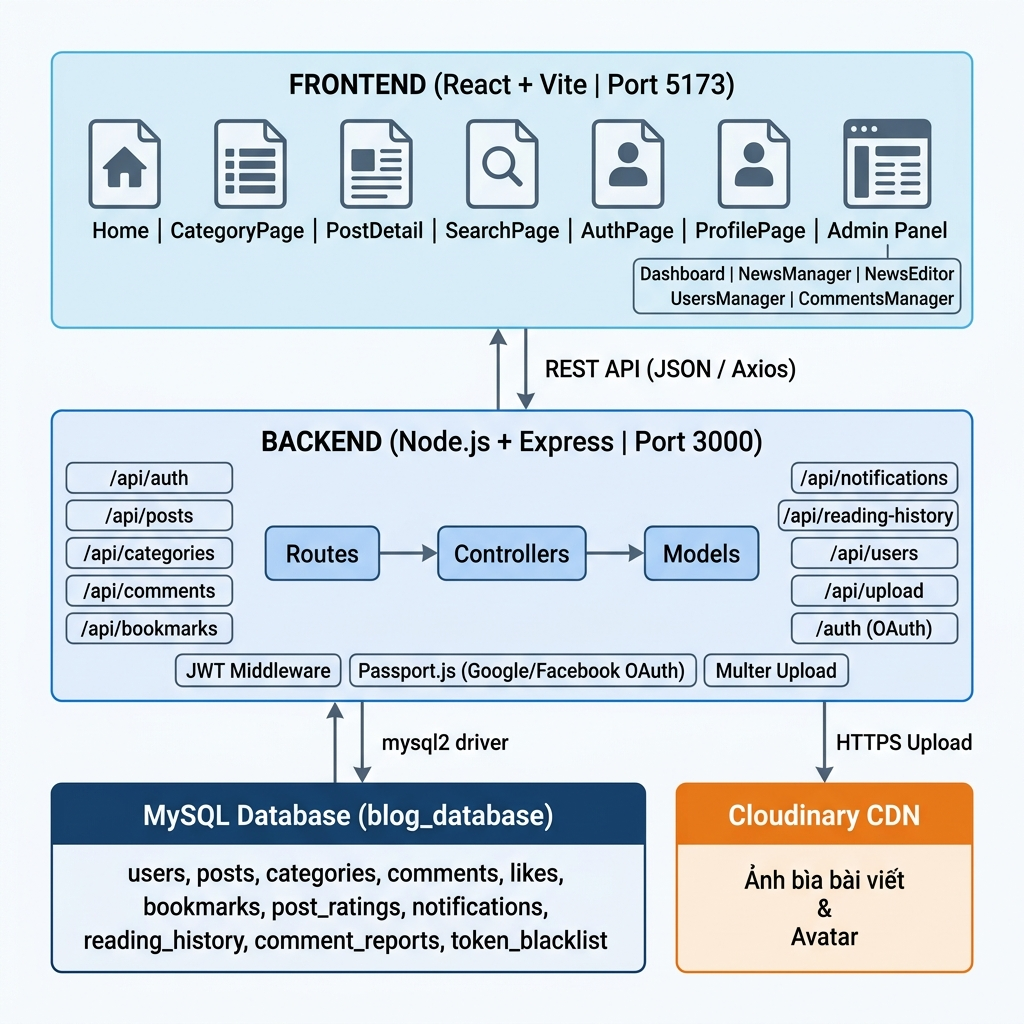 FRONTEND (React + Vite | Port 5173)
Home | CategoryPage | PostDetail | SearchPage | AuthPage | ProfilePage | Admin Panel
Dashboard | NewsManager | NewsEditor
UsersManager | CommentsManager
REST API (JSON / Axios)
BACKEND (Node.js + Express | Port 3000)
/api/auth
/api/posts
/api/categories
/api/comments
/api/bookmarks
Routes
Controllers
Models
/api/notifications
/api/reading-history
/api/users
/api/upload
/auth (OAuth)
JWT Middleware
Passport.js (Google/Facebook OAuth)
Multer Upload
mysql2 driver
HTTPS Upload
MySQL Database (blog_database)
users, posts, categories, comments, likes,
bookmarks, post_ratings, notifications,
reading_history, comment_reports, token_blacklist
Cloudinary CDN
Ảnh bìa bài viết
&
Avatar